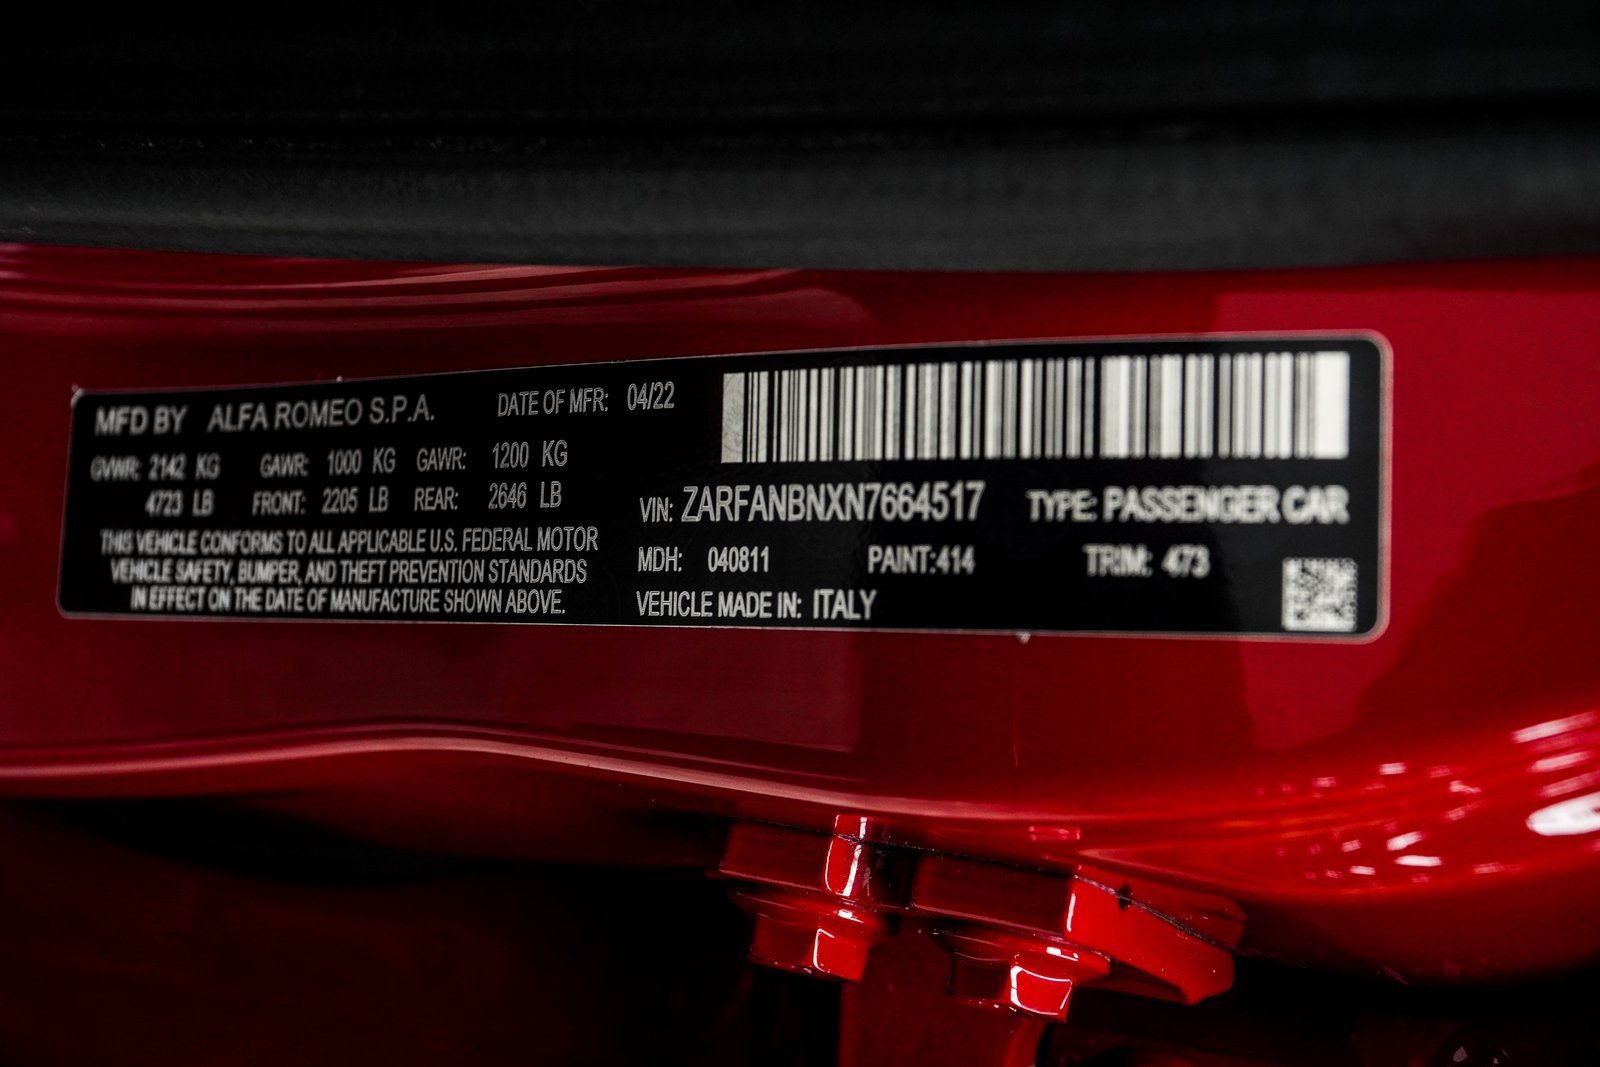 MFD BY ALFA ROMEO S.P.A. DATE OF MFR: 04/22
GVWR: 2142 KG GAWR: 1000 KG GAWR: 1200 KG
4723 LB FRONT: 2205 LB REAR: 2646 LB
THIS VEHICLE CONFORMS TO ALL APPLICABLE U.S. FEDERAL MOTOR
VEHICLE SAFETY, BUMPER, AND THEFT PREVENTION STANDARDS
IN EFFECT ON THE DATE OF MANUFACTURE SHOWN ABOVE.
VIN: ZARFANBNXN7664517 TYPE: PASSENGER CAR
MDH: 040811 PAINT:414 TRIM: 473
VEHICLE MADE IN: ITALY